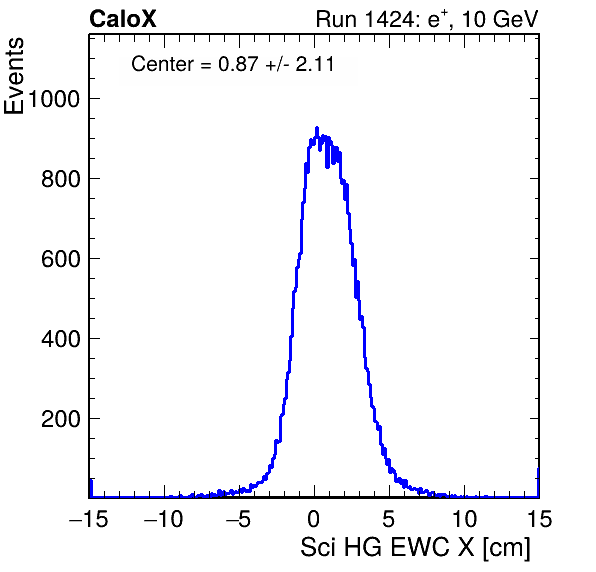 CaloX Run 1424: e⁺, 10 GeV
Events
Center = 0.87 +/- 2.11
1000
800
600
400
200
−15 −10 −5 0 5 10 15
Sci HG EWC X [cm]